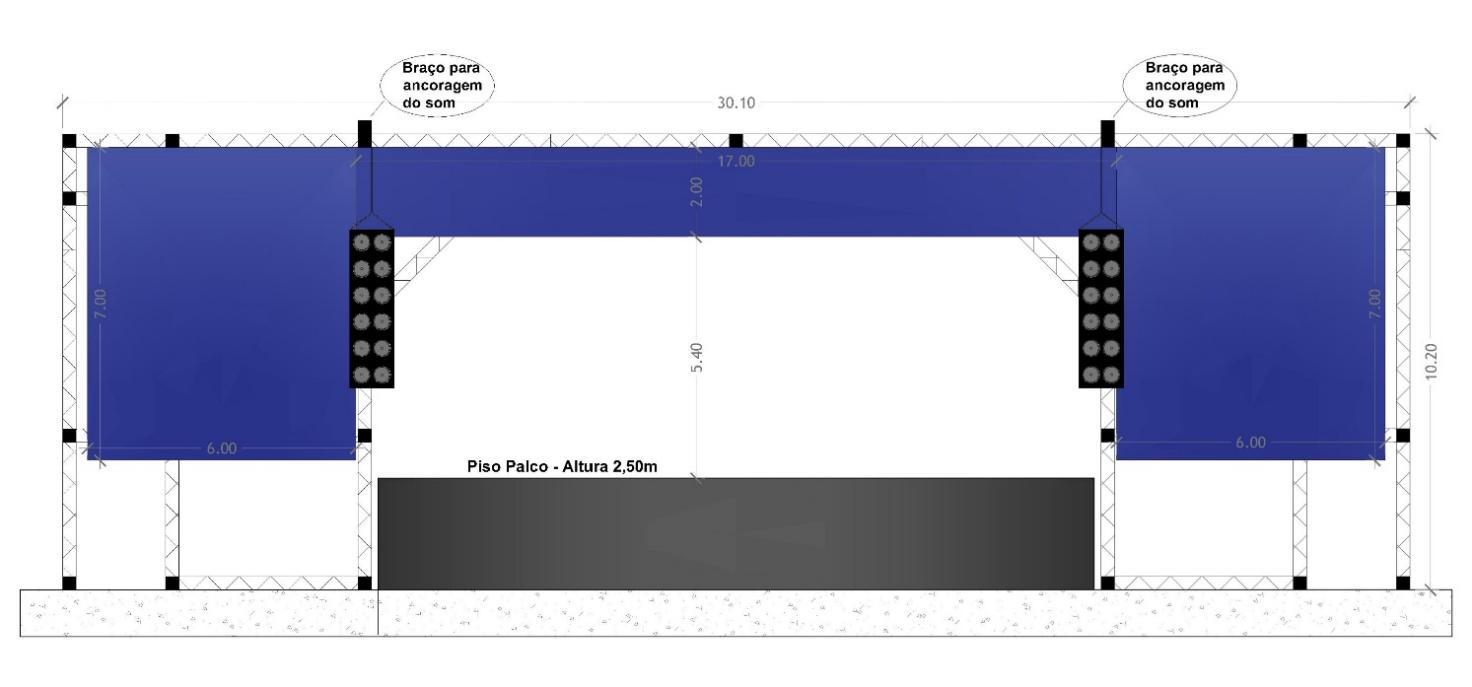 Braço para
ancoragem
do som
Braço para
ancoragem
do som
30.10
17.00
2.00
7.00
7.00
5.40
10.20
6.00
6.00
Piso Palco - Altura 2,50m